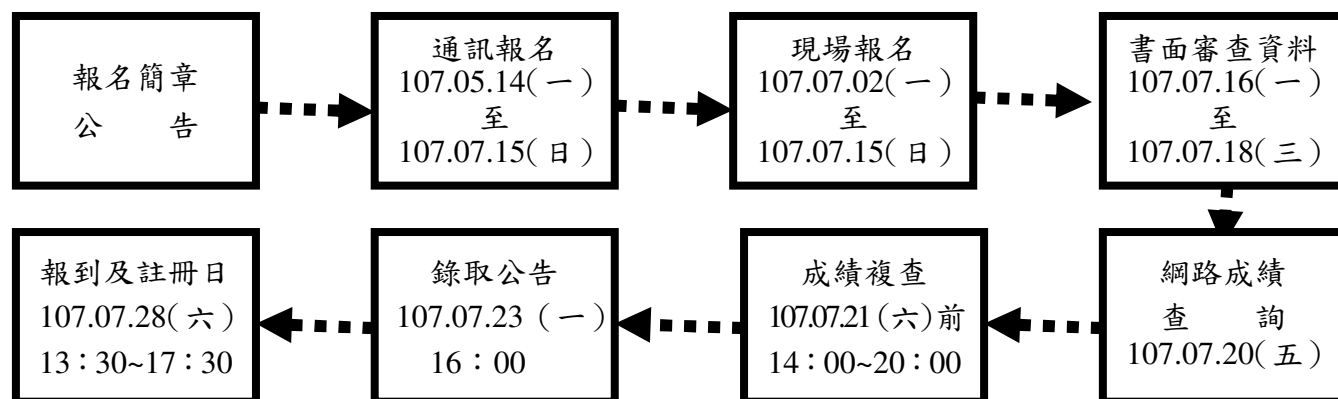 報名簡章
公 告
通訊報名
107.05.14(一)
至
107.07.15(日)
現場報名
107.07.02(一)
至
107.07.15(日)
書面審查資料
107.07.16(一)
至
107.07.18(三)
網路成績
查 詢
107.07.20(五)
成績複查
107.07.21(六)前
14：00~20：00
錄取公告
107.07.23 (一)
16：00
報到及註冊日
107.07.28(六)
13：30~17：30